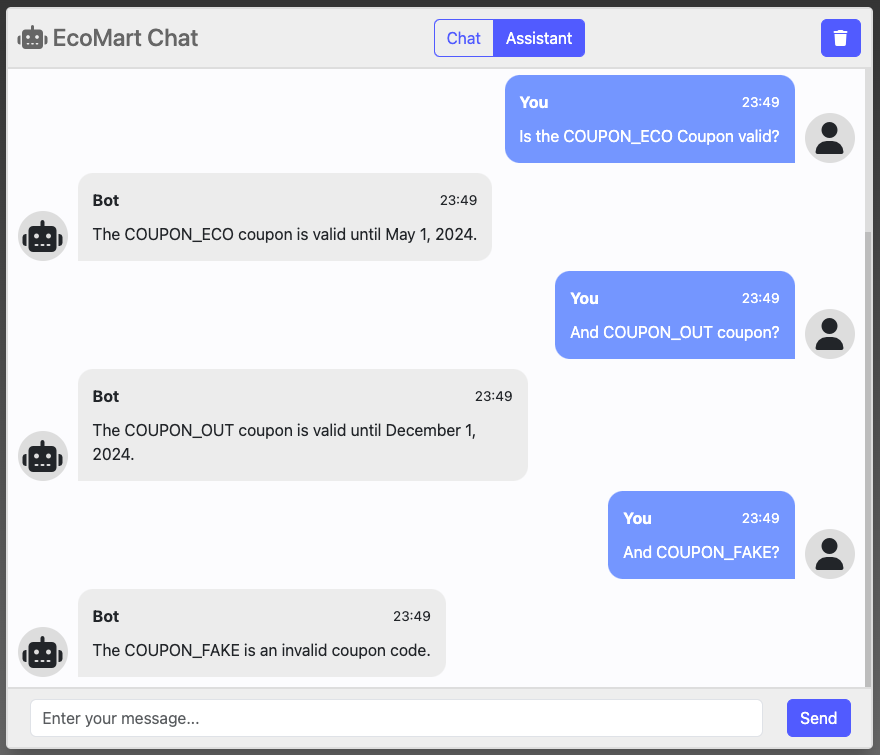 EcoMart Chat
Chat
Assistant
You 23:49
Is the COUPON_ECO Coupon valid?
Bot 23:49
The COUPON_ECO coupon is valid until May 1, 2024.
You 23:49
And COUPON_OUT coupon?
Bot 23:49
The COUPON_OUT coupon is valid until December 1,
2024.
You 23:49
And COUPON_FAKE?
Bot 23:49
The COUPON_FAKE is an invalid coupon code.
Enter your message...
Send